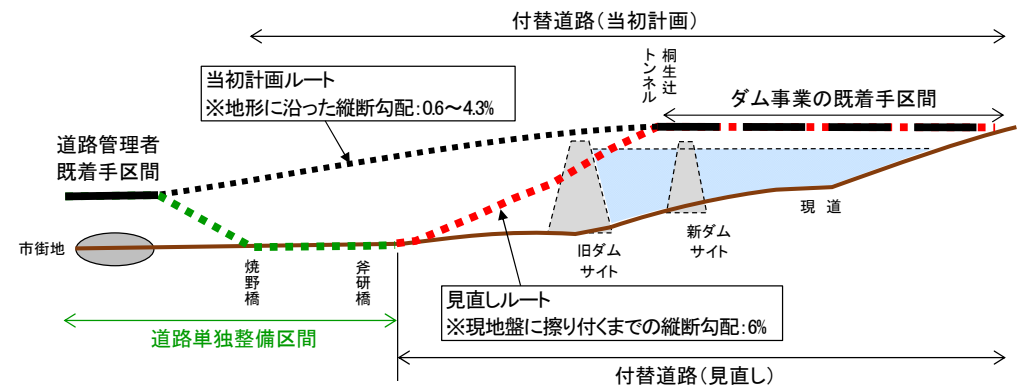 付替道路(当初計画)
当初計画ルート
※地形に沿った縦断勾配:0.6～4.3%
桐生辻
トンネル
ダム事業の既着手区間
道路管理者
既着手区間
市街地
焼野橋
斧研橋
旧ダム
サイト
新ダム
サイト
現 道
見直しルート
※現地盤に擦り付くまでの縦断勾配:6%
道路単独整備区間
付替道路(見直し)